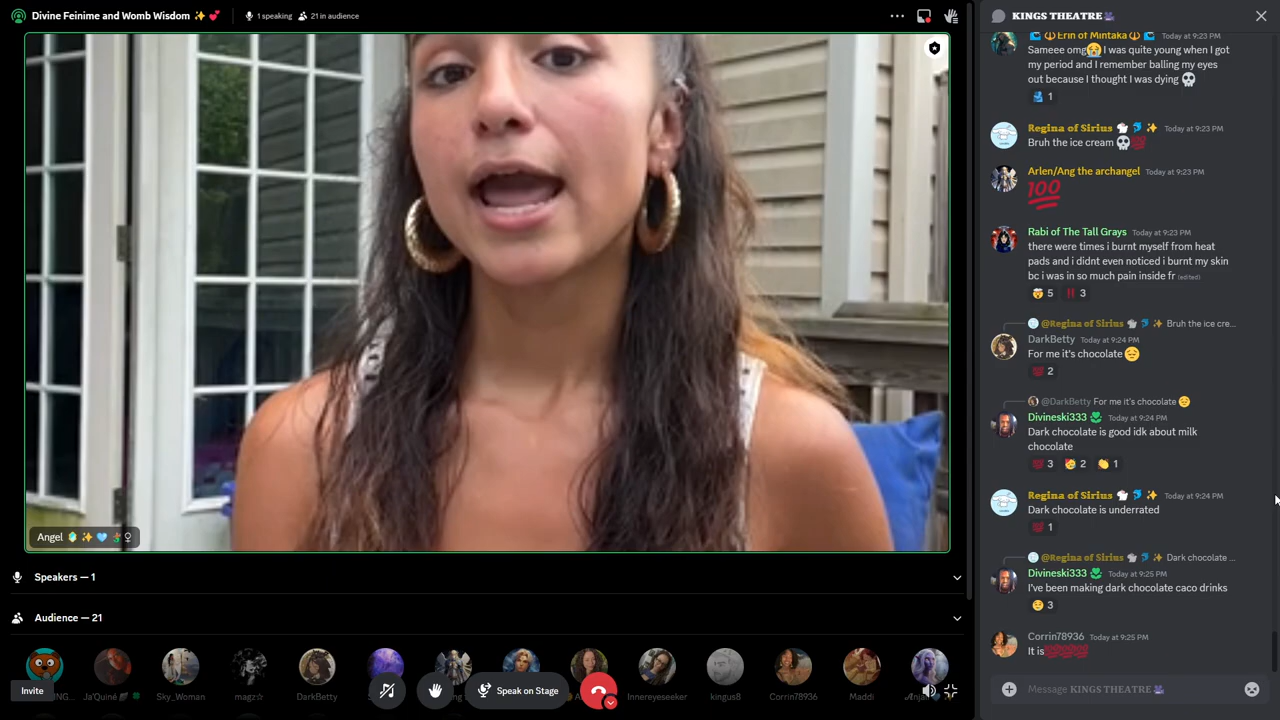 Divine Feinime and Womb Wisdom ✨ 💕
1 speaking 21 in audience
Angel
Speakers — 1
Audience — 21
Ja'Quiné
Sky_Woman
magz☆
DarkBetty
Innereyeseeker
kingus8
Corrin78936
Maddi
Invite
Speak on Stage
KINGS THEATRE
Erin of Mintaka Today at 9:23 PM
Sameee omg😭 I was quite young when I got
my period and I remember balling my eyes
out because I thought I was dying 💀
1
Regina of Sirius Today at 9:23 PM
Bruh the ice cream 💀💯
Arlen/Ang the archangel Today at 9:23 PM
💯
Rabi of The Tall Grays Today at 9:23 PM
there were times i burnt myself from heat
pads and i didnt even noticed i burnt my skin
bc i was in so much pain inside fr (edited)
🤯 5 ‼️ 3
@Regina of Sirius Bruh the ice cre...
DarkBetty Today at 9:24 PM
For me it's chocolate 😔
💯 2
@DarkBetty For me it's chocolate 😔
Divineski333 Today at 9:24 PM
Dark chocolate is good idk about milk
chocolate
💯 3 🥳 2 👏 1
Regina of Sirius Today at 9:24 PM
Dark chocolate is underrated
💯 1
@Regina of Sirius Dark chocolate ...
Divineski333 Today at 9:25 PM
I've been making dark chocolate caco drinks
3
Corrin78936 Today at 9:25 PM
It is💯💯💯
Message KINGS THEATRE